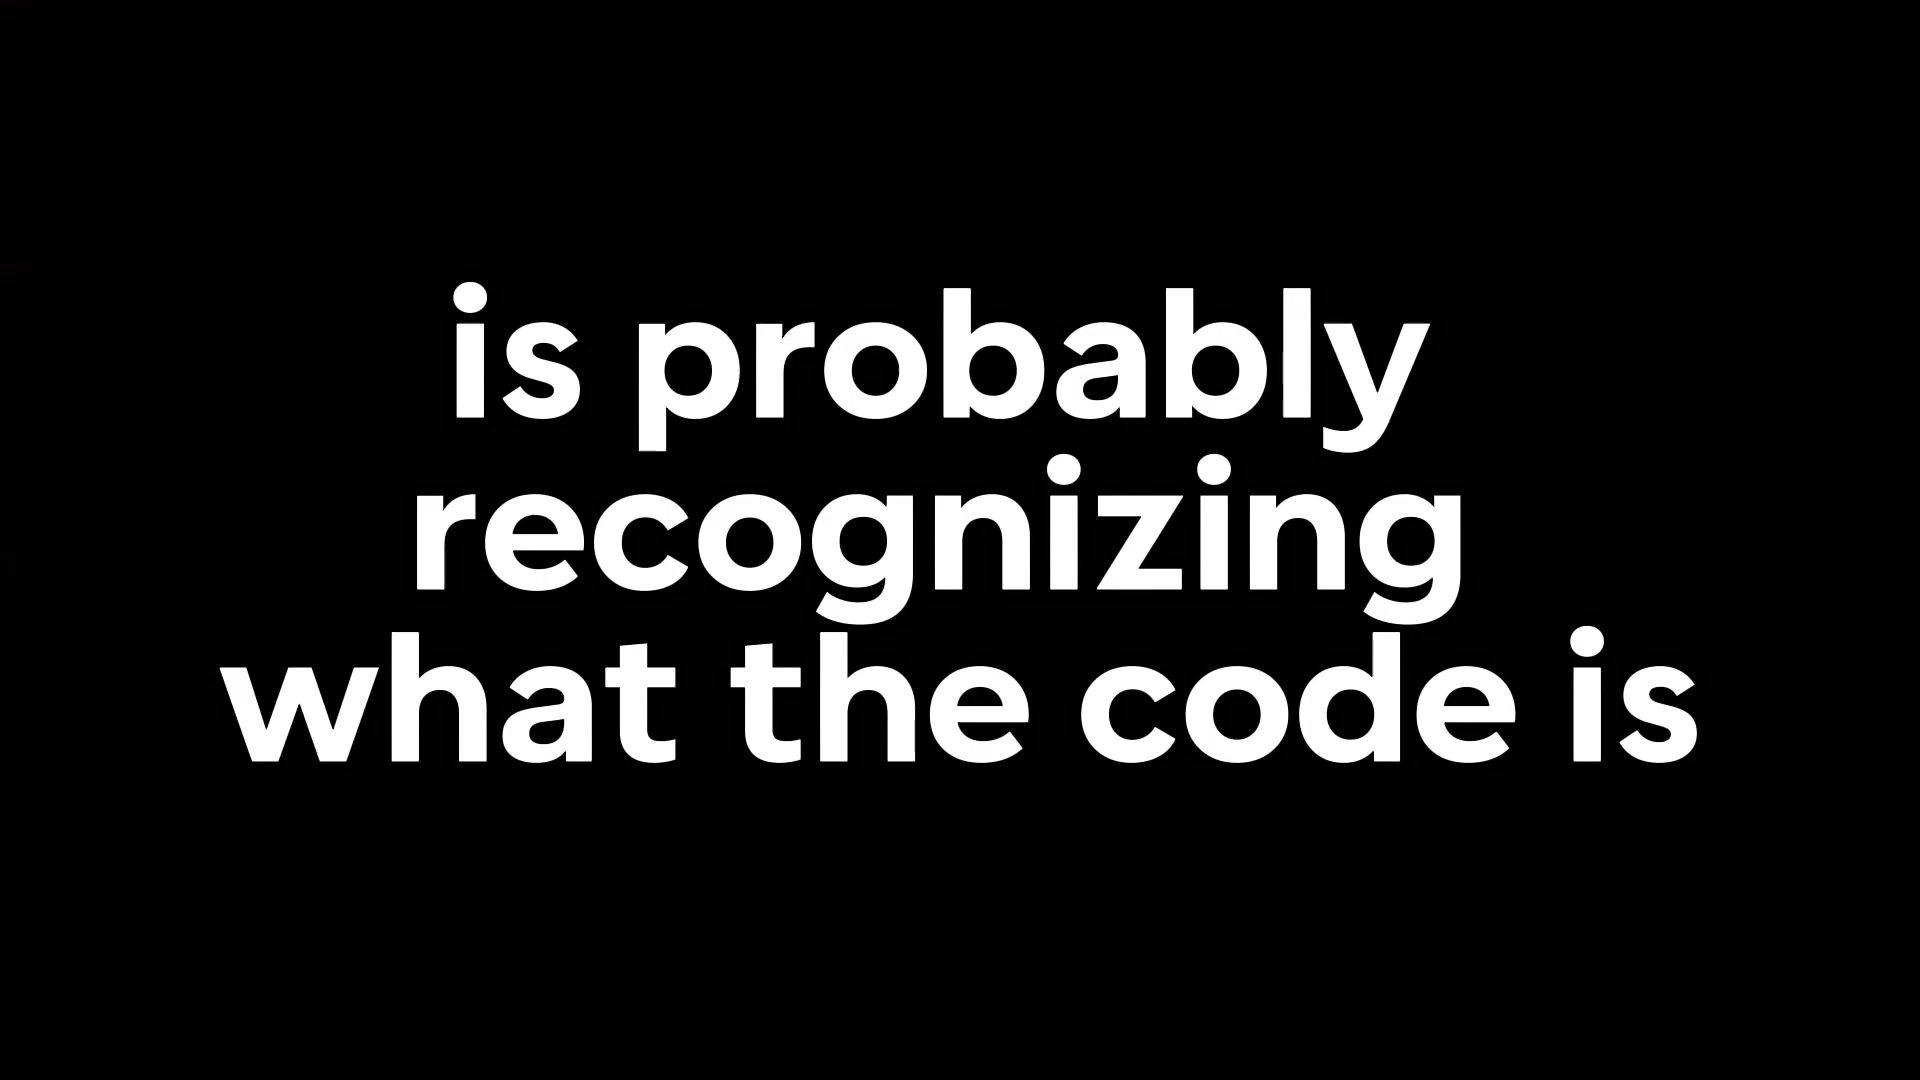 is probably
recognizing
what the code is